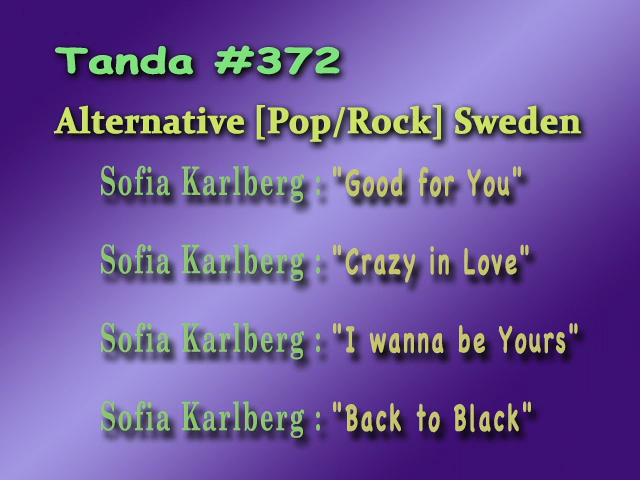 Tanda #372
Alternative [Pop/Rock] Sweden
Sofia Karlberg : "Good for You"
Sofia Karlberg : "Crazy in Love"
Sofia Karlberg : "I wanna be Yours"
Sofia Karlberg : "Back to Black"